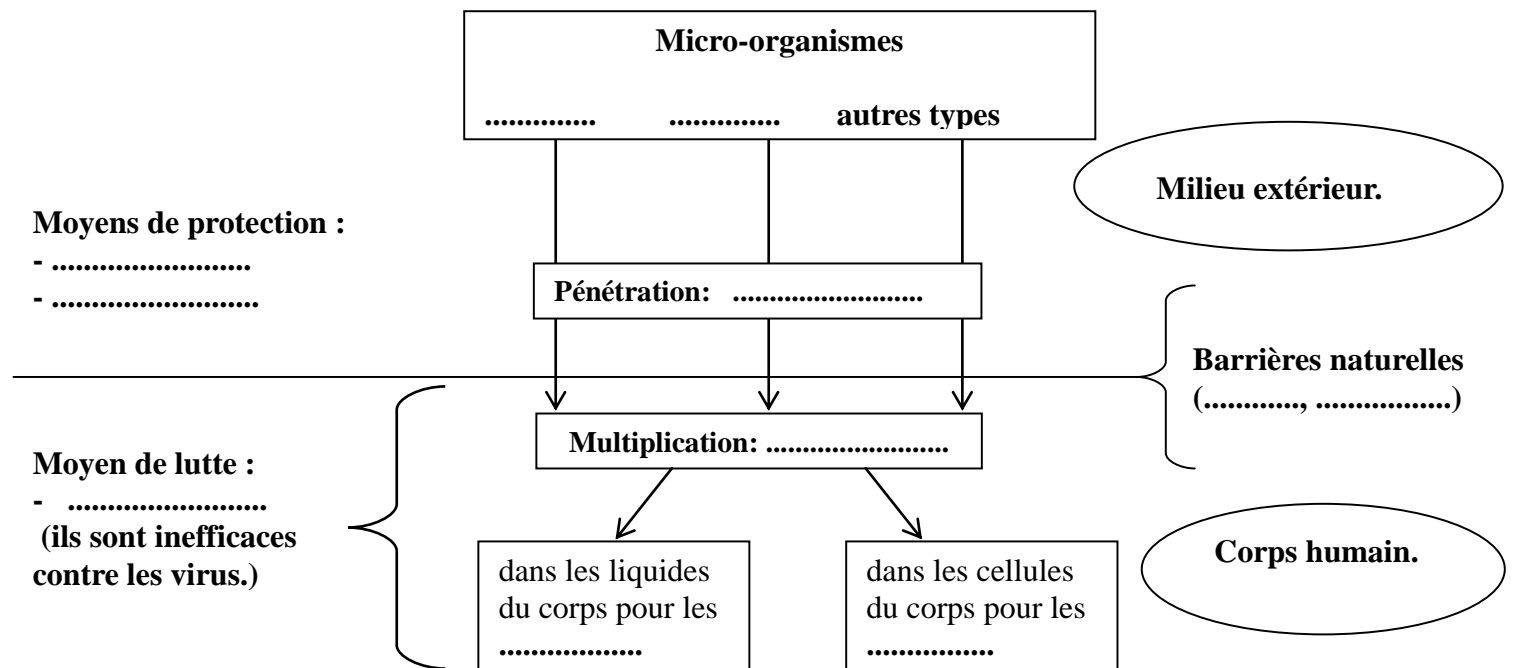 Micro-organismes
.............. .............. autres types
Milieu extérieur.
Moyens de protection :
- .........................
- ..........................
Pénétration: ..........................
Barrières naturelles
(............, .................)
Multiplication: .........................
Moyen de lutte :
- .........................
(ils sont inefficaces
contre les virus.)
dans les liquides
du corps pour les
..................
dans les cellules
du corps pour les
................
Corps humain.